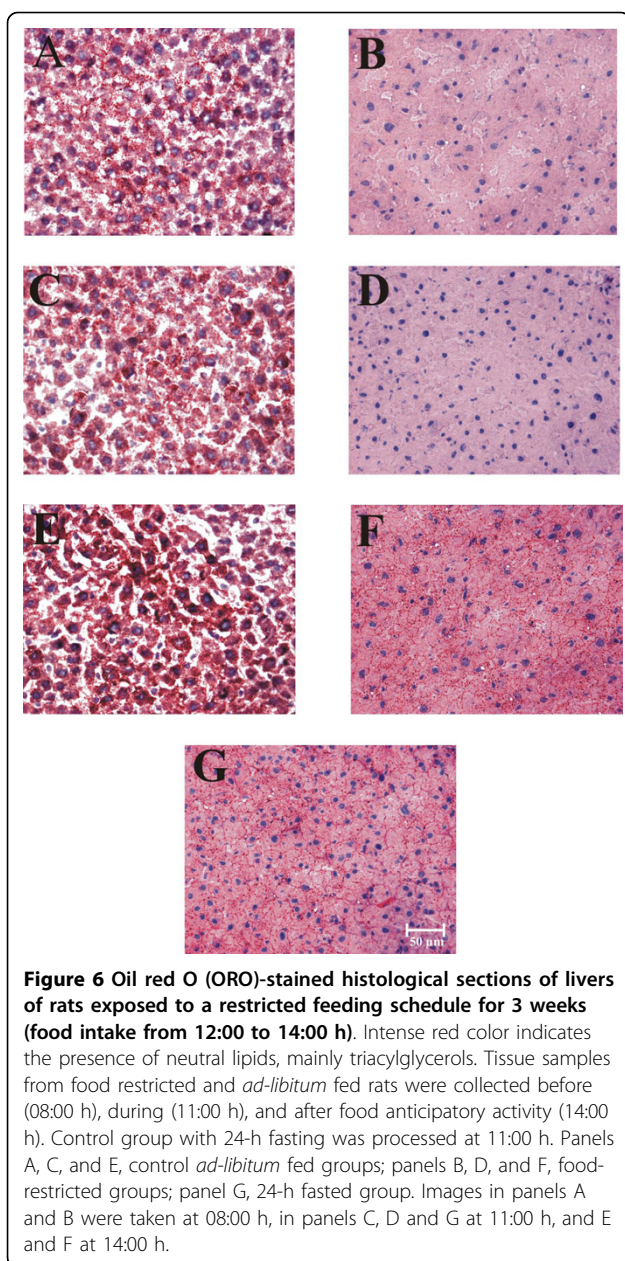 A
B
C
D
E
F
G
50 µm
Figure 6 Oil red O (ORO)-stained histological sections of livers
of rats exposed to a restricted feeding schedule for 3 weeks
(food intake from 12:00 to 14:00 h). Intense red color indicates
the presence of neutral lipids, mainly triacylglycerols. Tissue samples
from food restricted and ad-libitum fed rats were collected before
(08:00 h), during (11:00 h), and after food anticipatory activity (14:00
h). Control group with 24-h fasting was processed at 11:00 h. Panels
A, C, and E, control ad-libitum fed groups; panels B, D, and F, food-
restricted groups; panel G, 24-h fasted group. Images in panels A
and B were taken at 08:00 h, in panels C, D and G at 11:00 h, and E
and F at 14:00 h.